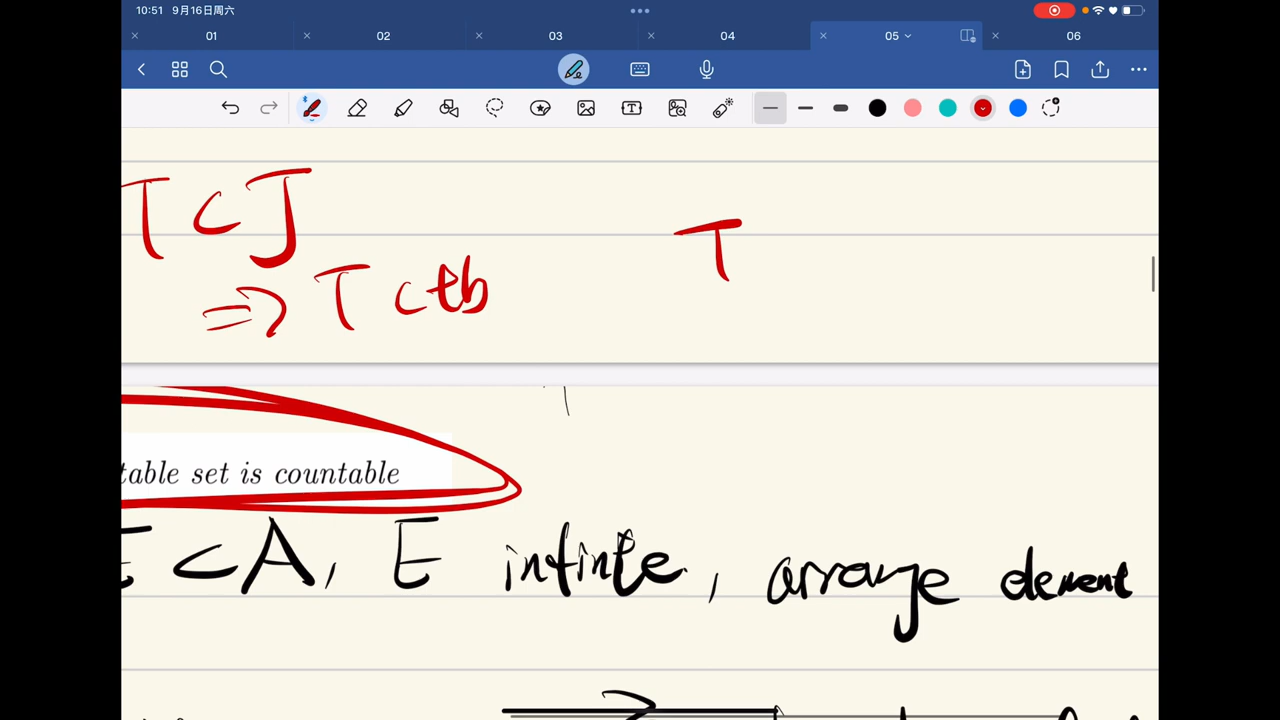 10:51 9月16日周六
01 02 03 04 05 06
T ⊂ J
T
⇒ T ctb
table set is countable
E ⊂ A, E infinite, arrange element